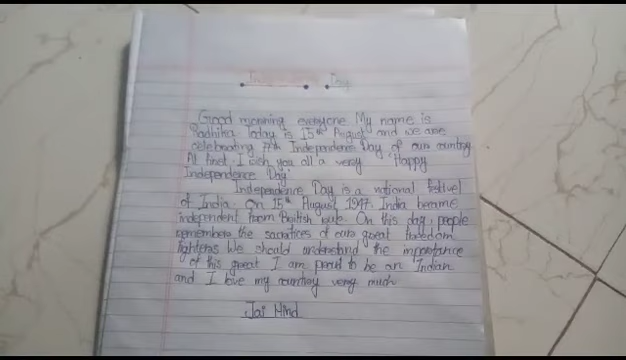 Independence Day
Good morning everyone My name is
Radhika Today is 15th August and we are
celebrating 77th Independence Day of our country
At first I wish you all a very "Happy
Independence Day"
Independence Day is a national festivel
of India. On 15th August, 1947. India became
independent from British rule. On this day, people
remembers the sacrifices of ours great freedom
fighters We should understand the importance
of this great I am proud to be an Indian
and I love my country very much
Jai Hind